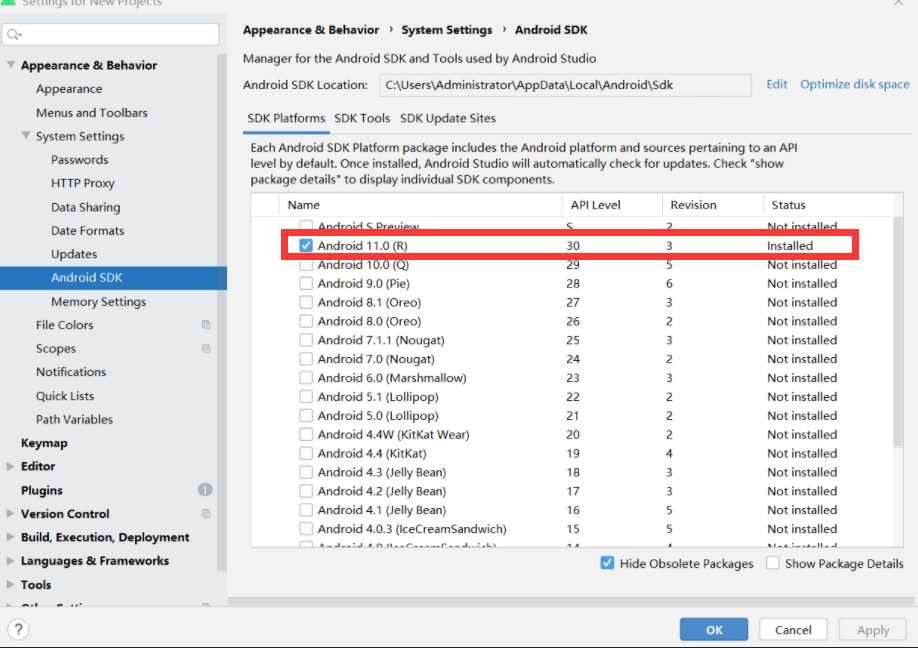 Settings for New Projects
Appearance & Behavior
Appearance
Menus and Toolbars
System Settings
Passwords
HTTP Proxy
Data Sharing
Date Formats
Updates
Android SDK
Memory Settings
File Colors
Scopes
Notifications
Quick Lists
Path Variables
Keymap
Editor
Plugins 1
Version Control
Build, Execution, Deployment
Languages & Frameworks
Tools
?
Appearance & Behavior › System Settings › Android SDK
Manager for the Android SDK and Tools used by Android Studio
Android SDK Location: C:\Users\Administrator\AppData\Local\Android\Sdk Edit Optimize disk space
SDK Platforms SDK Tools SDK Update Sites
Each Android SDK Platform package includes the Android platform and sources pertaining to an API
level by default. Once installed, Android Studio will automatically check for updates. Check "show
package details" to display individual SDK components.
Name API Level Revision Status
Android S Preview S 2 Not installed
Android 11.0 (R) 30 3 Installed
Android 10.0 (Q) 29 5 Not installed
Android 9.0 (Pie) 28 6 Not installed
Android 8.1 (Oreo) 27 3 Not installed
Android 8.0 (Oreo) 26 2 Not installed
Android 7.1.1 (Nougat) 25 3 Not installed
Android 7.0 (Nougat) 24 2 Not installed
Android 6.0 (Marshmallow) 23 3 Not installed
Android 5.1 (Lollipop) 22 2 Not installed
Android 5.0 (Lollipop) 21 2 Not installed
Android 4.4W (KitKat Wear) 20 2 Not installed
Android 4.4 (KitKat) 19 4 Not installed
Android 4.3 (Jelly Bean) 18 3 Not installed
Android 4.2 (Jelly Bean) 17 3 Not installed
Android 4.1 (Jelly Bean) 16 5 Not installed
Android 4.0.3 (IceCreamSandwich) 15 5 Not installed
Android 4.0 (IceCreamSandwich) 14 4 Not installed
Hide Obsolete Packages Show Package Details
OK Cancel Apply